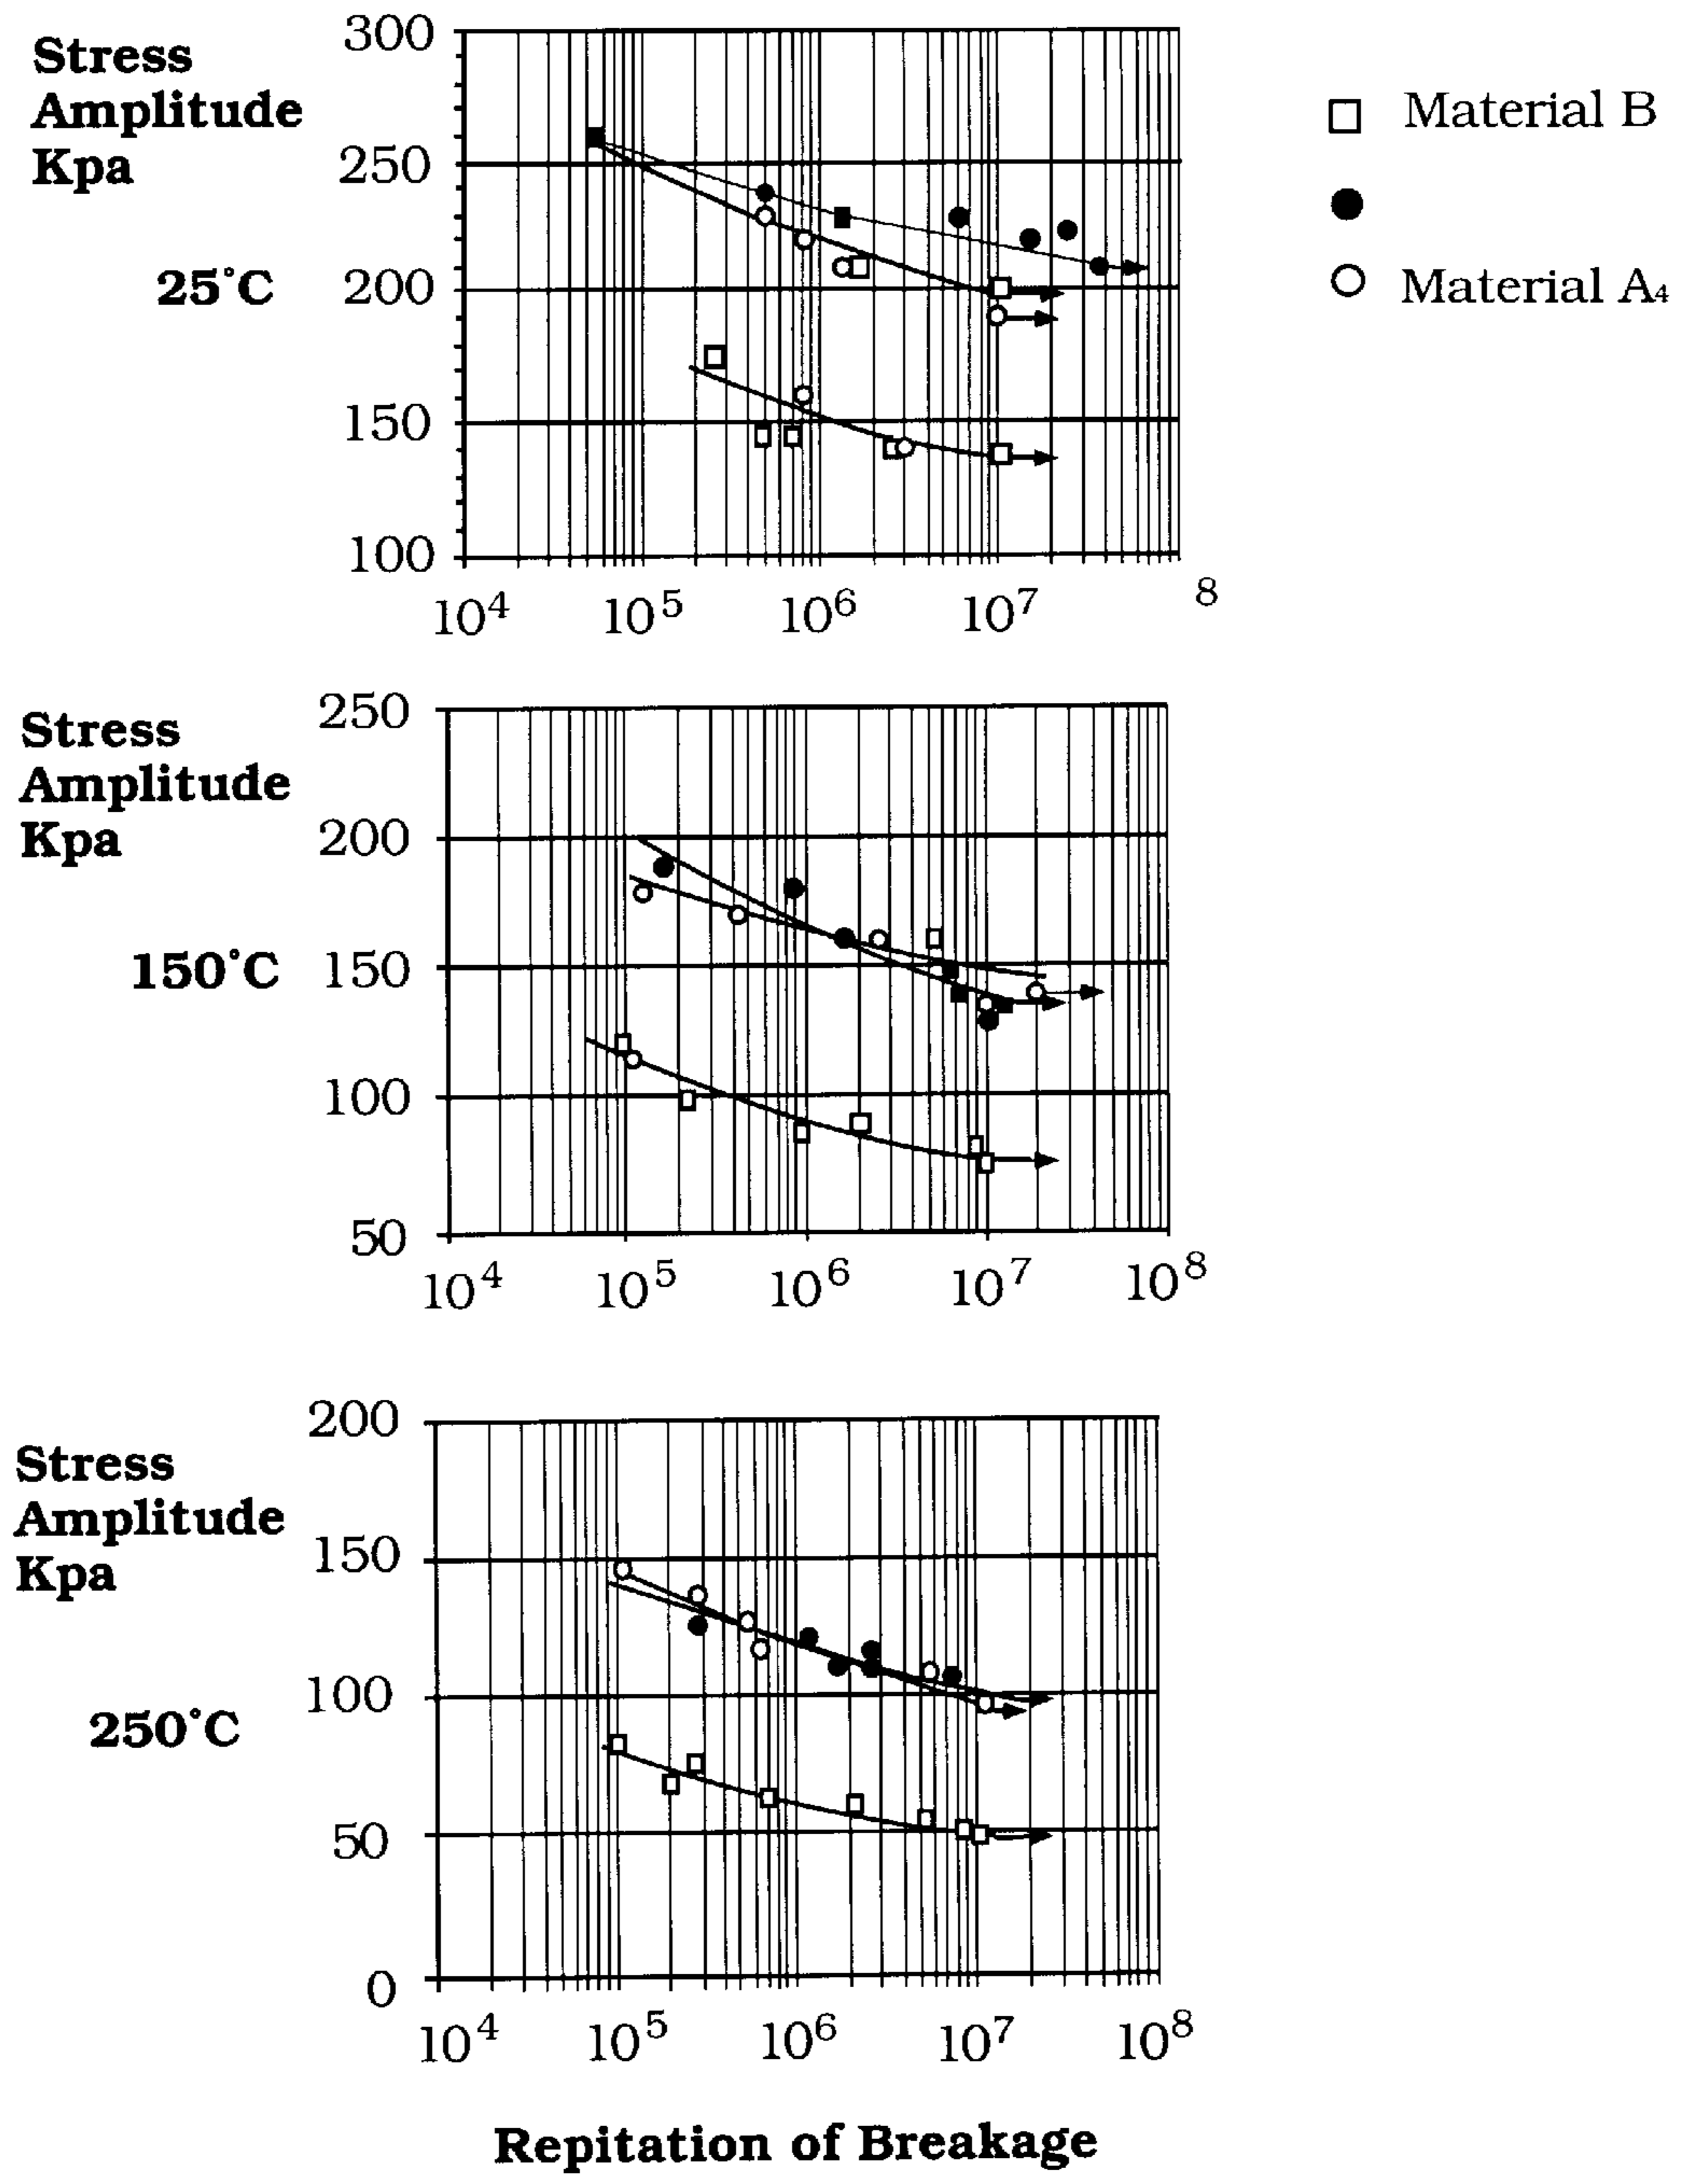 Stress
Amplitude
Kpa
25°C
300
250
200
150
100
10⁴ 10⁵ 10⁶ 10⁷ 8
Material B
Material A₄
Stress
Amplitude
Kpa
150°C
250
200
150
100
50
10⁴ 10⁵ 10⁶ 10⁷ 10⁸
Stress
Amplitude
Kpa
250°C
200
150
100
50
0
10⁴ 10⁵ 10⁶ 10⁷ 10⁸
Repitation of Breakage